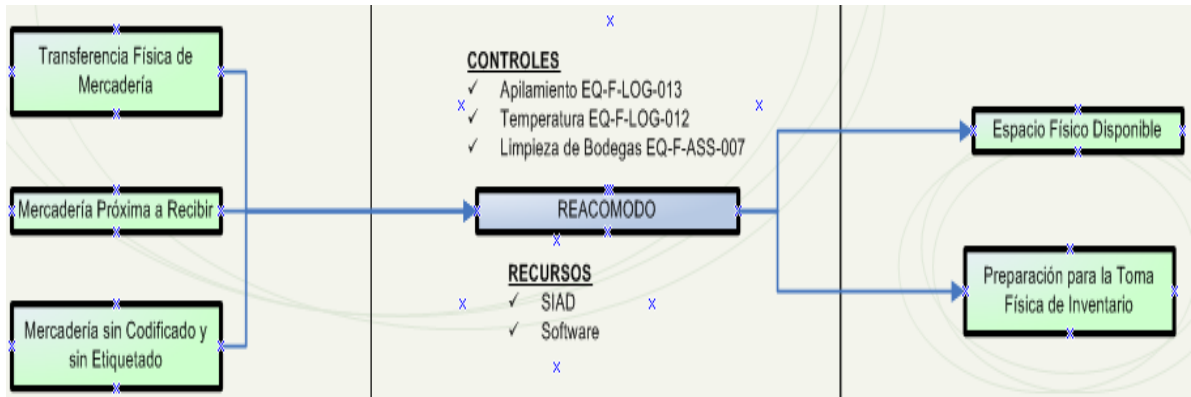 Transferencia Física de
Mercadería
Mercadería Próxima a Recibir
Mercadería sin Codificado y
sin Etiquetado
CONTROLES
✓ Apilamiento EQ-F-LOG-013
✓ Temperatura EQ-F-LOG-012
✓ Limpieza de Bodegas EQ-F-ASS-007
REACOMODO
RECURSOS
✓ SIAD
✓ Software
Espacio Físico Disponible
Preparación para la Toma
Física de Inventario